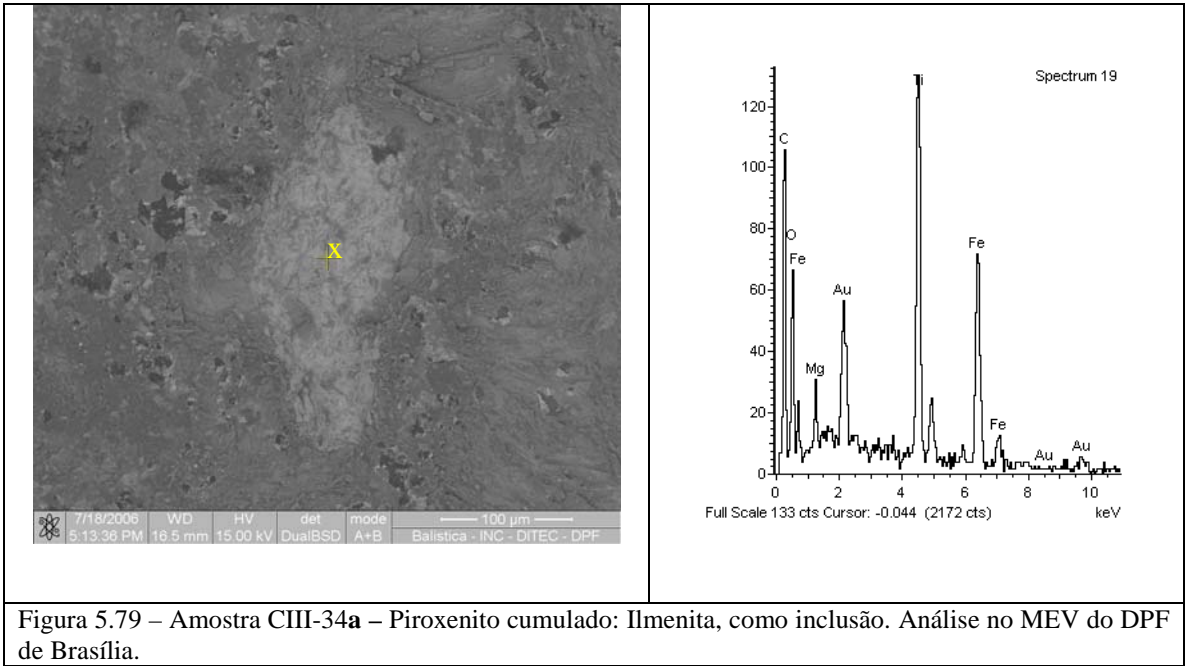 X
7/18/2006 WD HV det mode 100 µm
5:13:36 PM 16.5 mm 15.00 kV DualBSD A+B Balistica - INC - DITEC - DPF
Spectrum 19
Ti
120
C
100
80
O
Fe
Fe
60
Au
40
Mg
20
Fe
Au
Au
0
0 2 4 6 8 10
Full Scale 133 cts Cursor: -0.044 (2172 cts) keV
Figura 5.79 – Amostra CIII-34a – Piroxenito cumulado: Ilmenita, como inclusão. Análise no MEV do DPF
de Brasília.